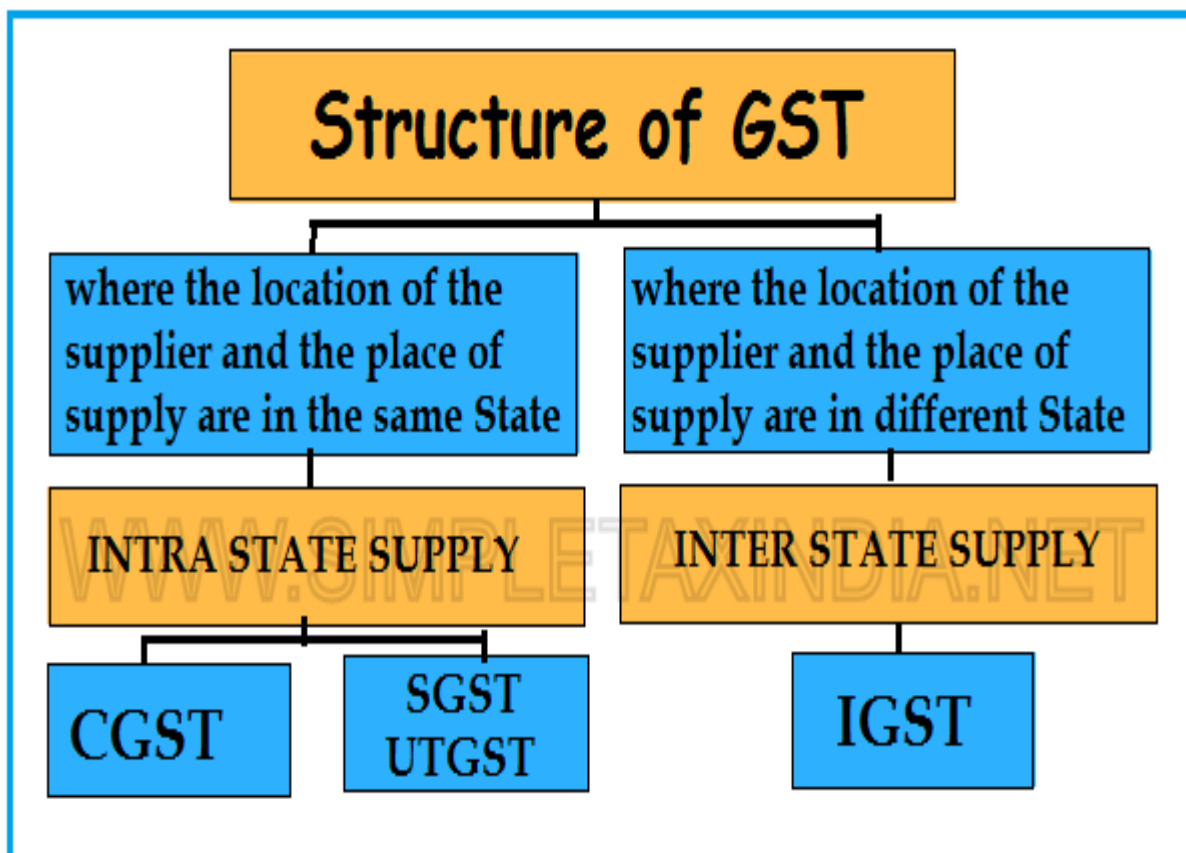 Structure of GST
where the location of the
supplier and the place of
supply are in the same State
where the location of the
supplier and the place of
supply are in different State
WWW.SIMPLETAXINDIA.NET
INTRA STATE SUPPLY
INTER STATE SUPPLY
CGST
SGST
UTGST
IGST